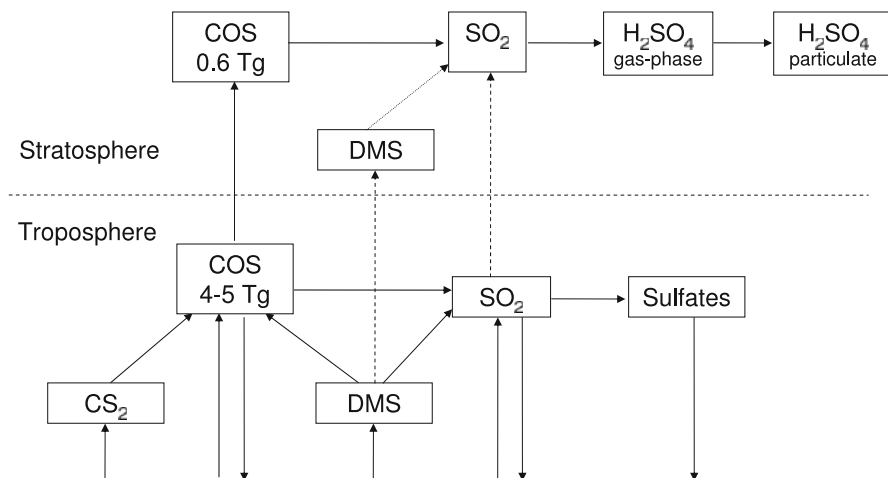 COS
0.6 Tg
SO₂
H₂SO₄
gas-phase
H₂SO₄
particulate
DMS
Stratosphere
Troposphere
COS
4-5 Tg
SO₂
Sulfates
CS₂
DMS